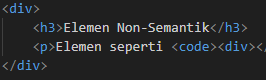 <div>
<h3>Elemen Non-Semantik</h3>
<p>Elemen seperti <code><div></
</div>